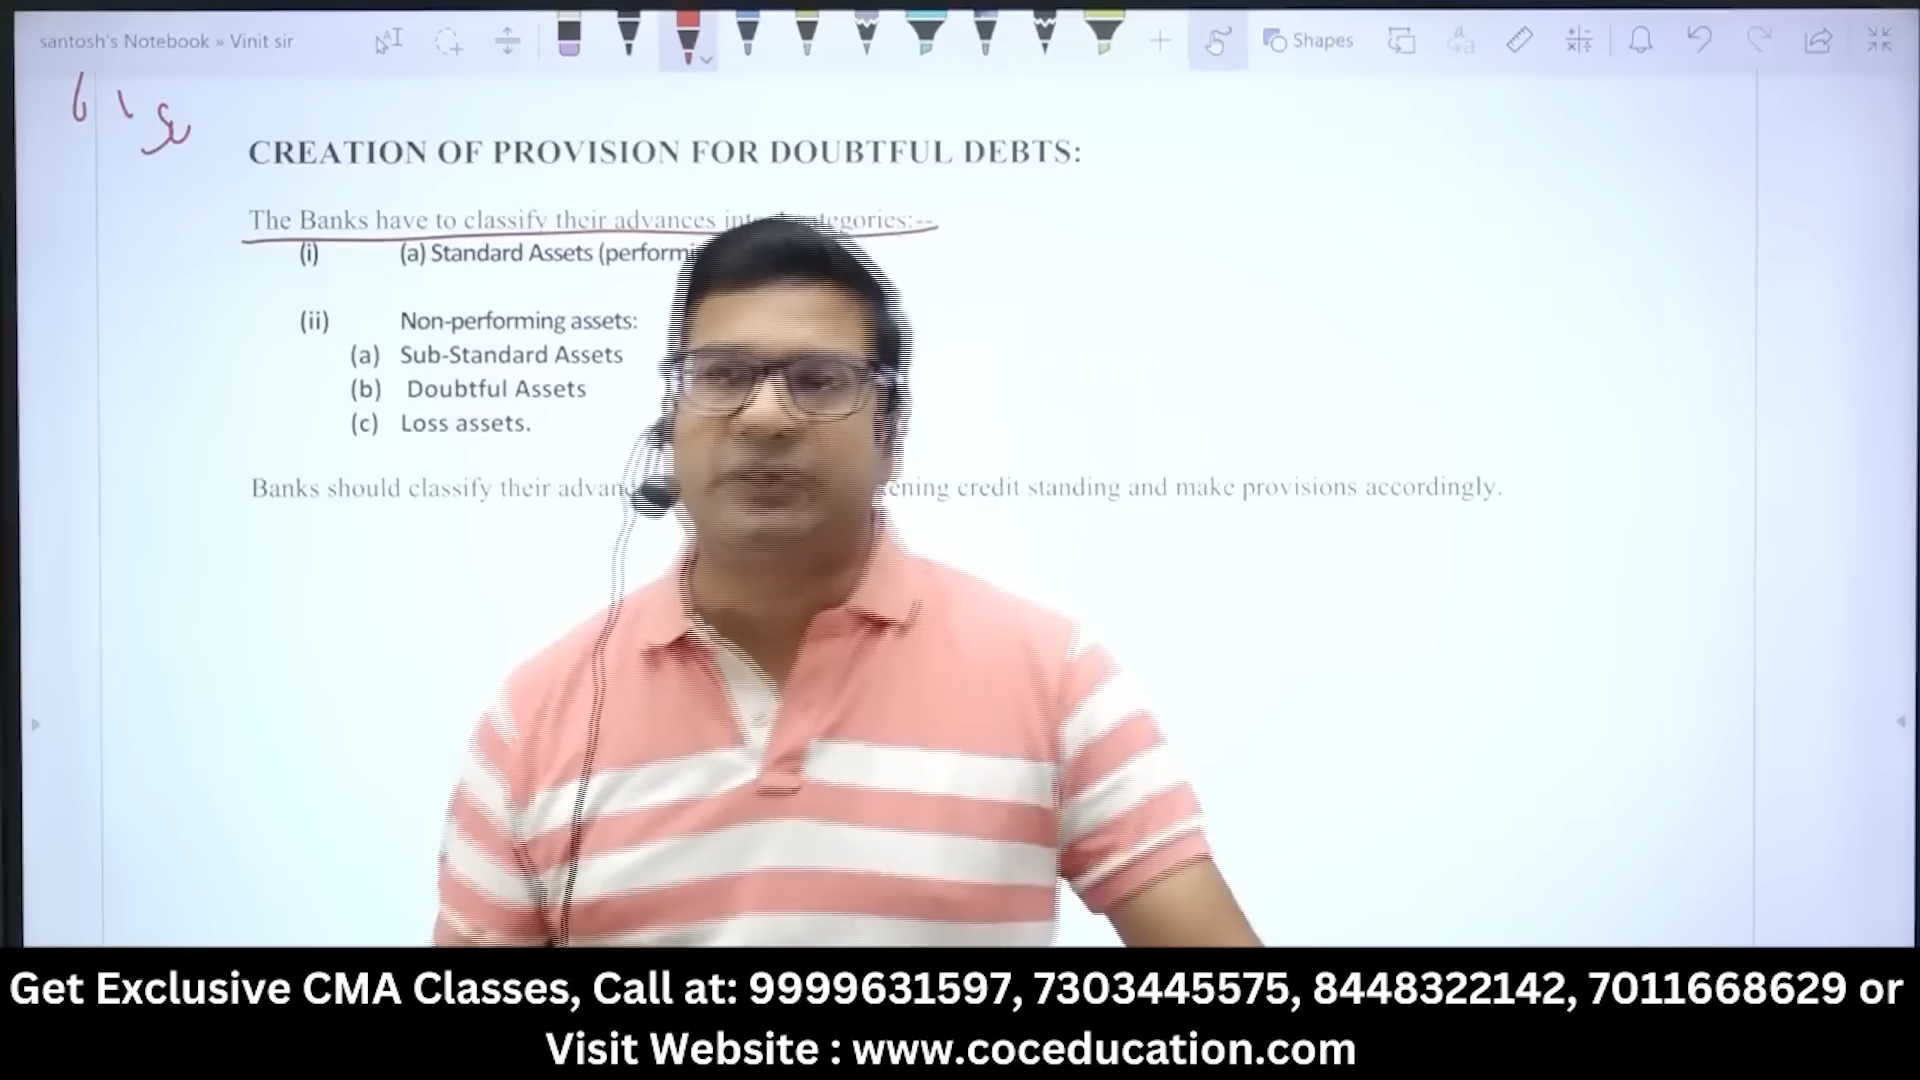 santosh's Notebook » Vinit sir
Shapes
CREATION OF PROVISION FOR DOUBTFUL DEBTS:
The Banks have to classify their advances categories:--
(i) (a) Standard Assets
(ii) Non-performing assets:
(a) Sub-Standard Assets
(b) Doubtful Assets
(c) Loss assets.
Banks should classify their credit standing and make provisions accordingly.
Get Exclusive CMA Classes, Call at: 9999631597, 7303445575, 8448322142, 7011668629 or
Visit Website : www.coceducation.com